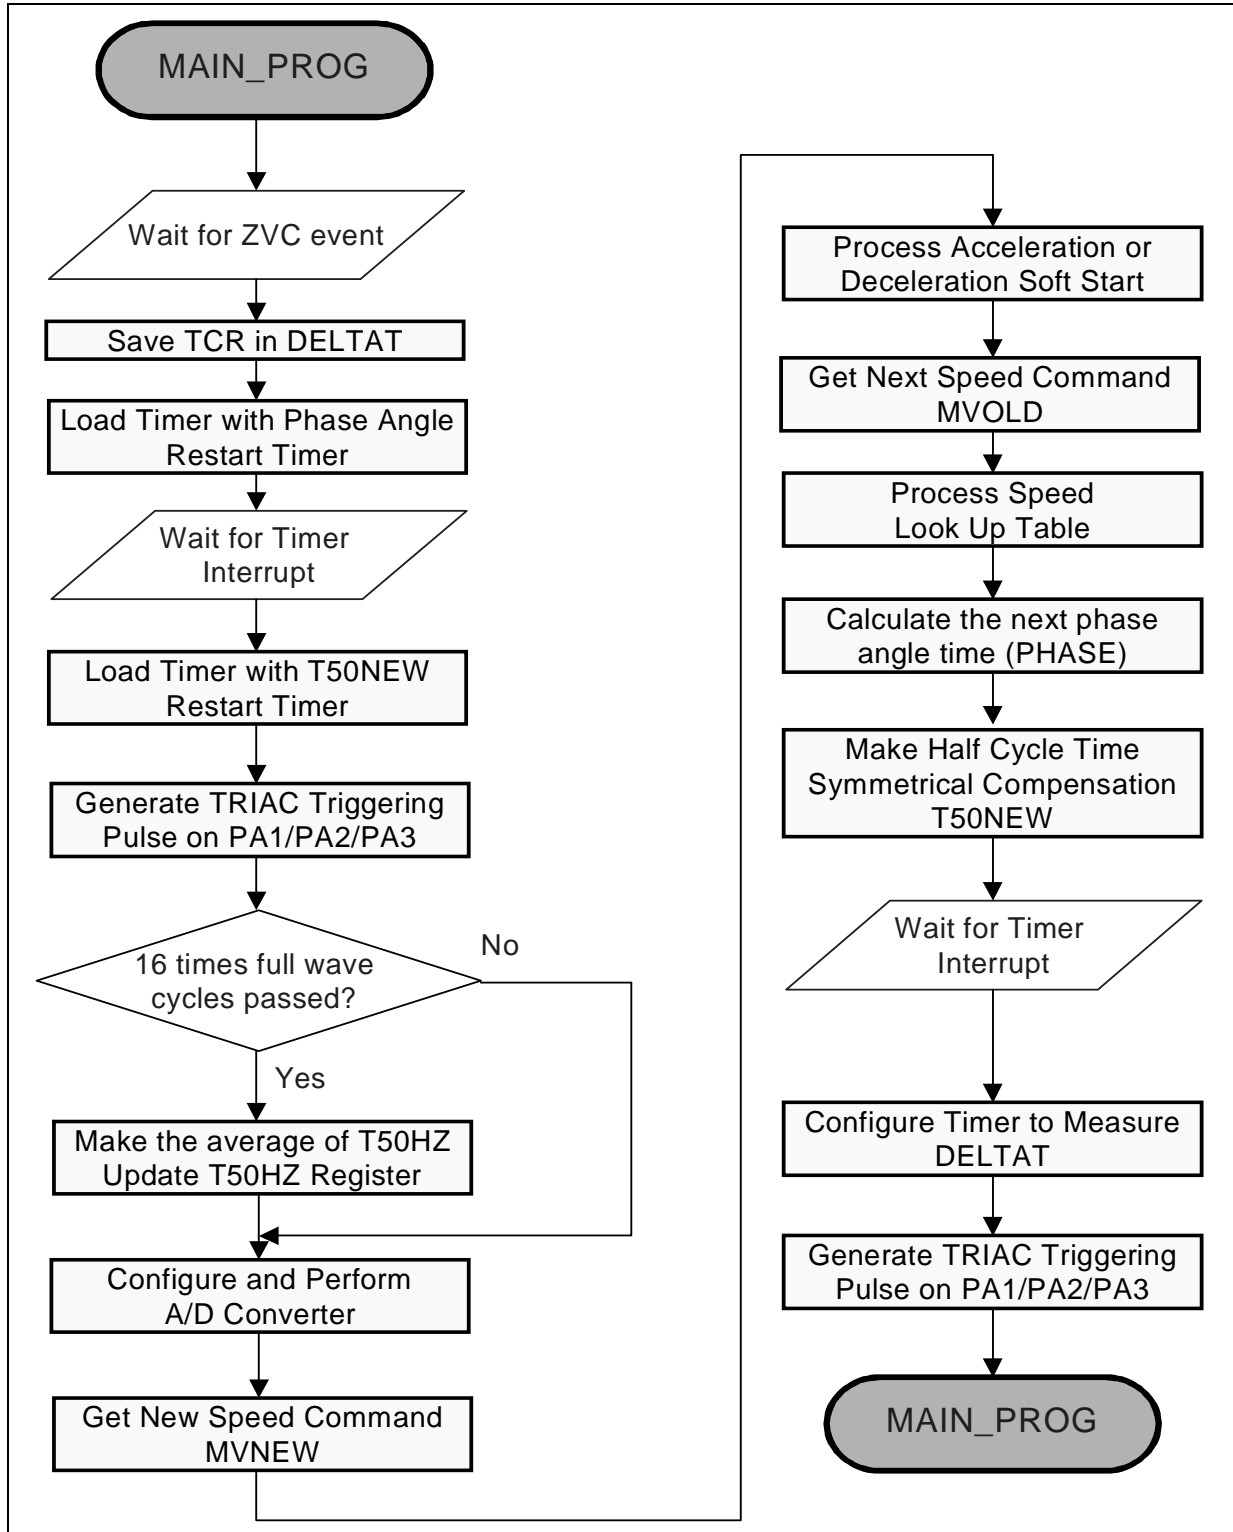 MAIN_PROG
Wait for ZVC event
Save TCR in DELTAT
Load Timer with Phase Angle
Restart Timer
Wait for Timer
Interrupt
Load Timer with T50NEW
Restart Timer
Generate TRIAC Triggering
Pulse on PA1/PA2/PA3
16 times full wave
cycles passed?
No
Yes
Make the average of T50HZ
Update T50HZ Register
Configure and Perform
A/D Converter
Get New Speed Command
MVNEW
Process Acceleration or
Deceleration Soft Start
Get Next Speed Command
MVOLD
Process Speed
Look Up Table
Calculate the next phase
angle time (PHASE)
Make Half Cycle Time
Symmetrical Compensation
T50NEW
Wait for Timer
Interrupt
Configure Timer to Measure
DELTAT
Generate TRIAC Triggering
Pulse on PA1/PA2/PA3
MAIN_PROG